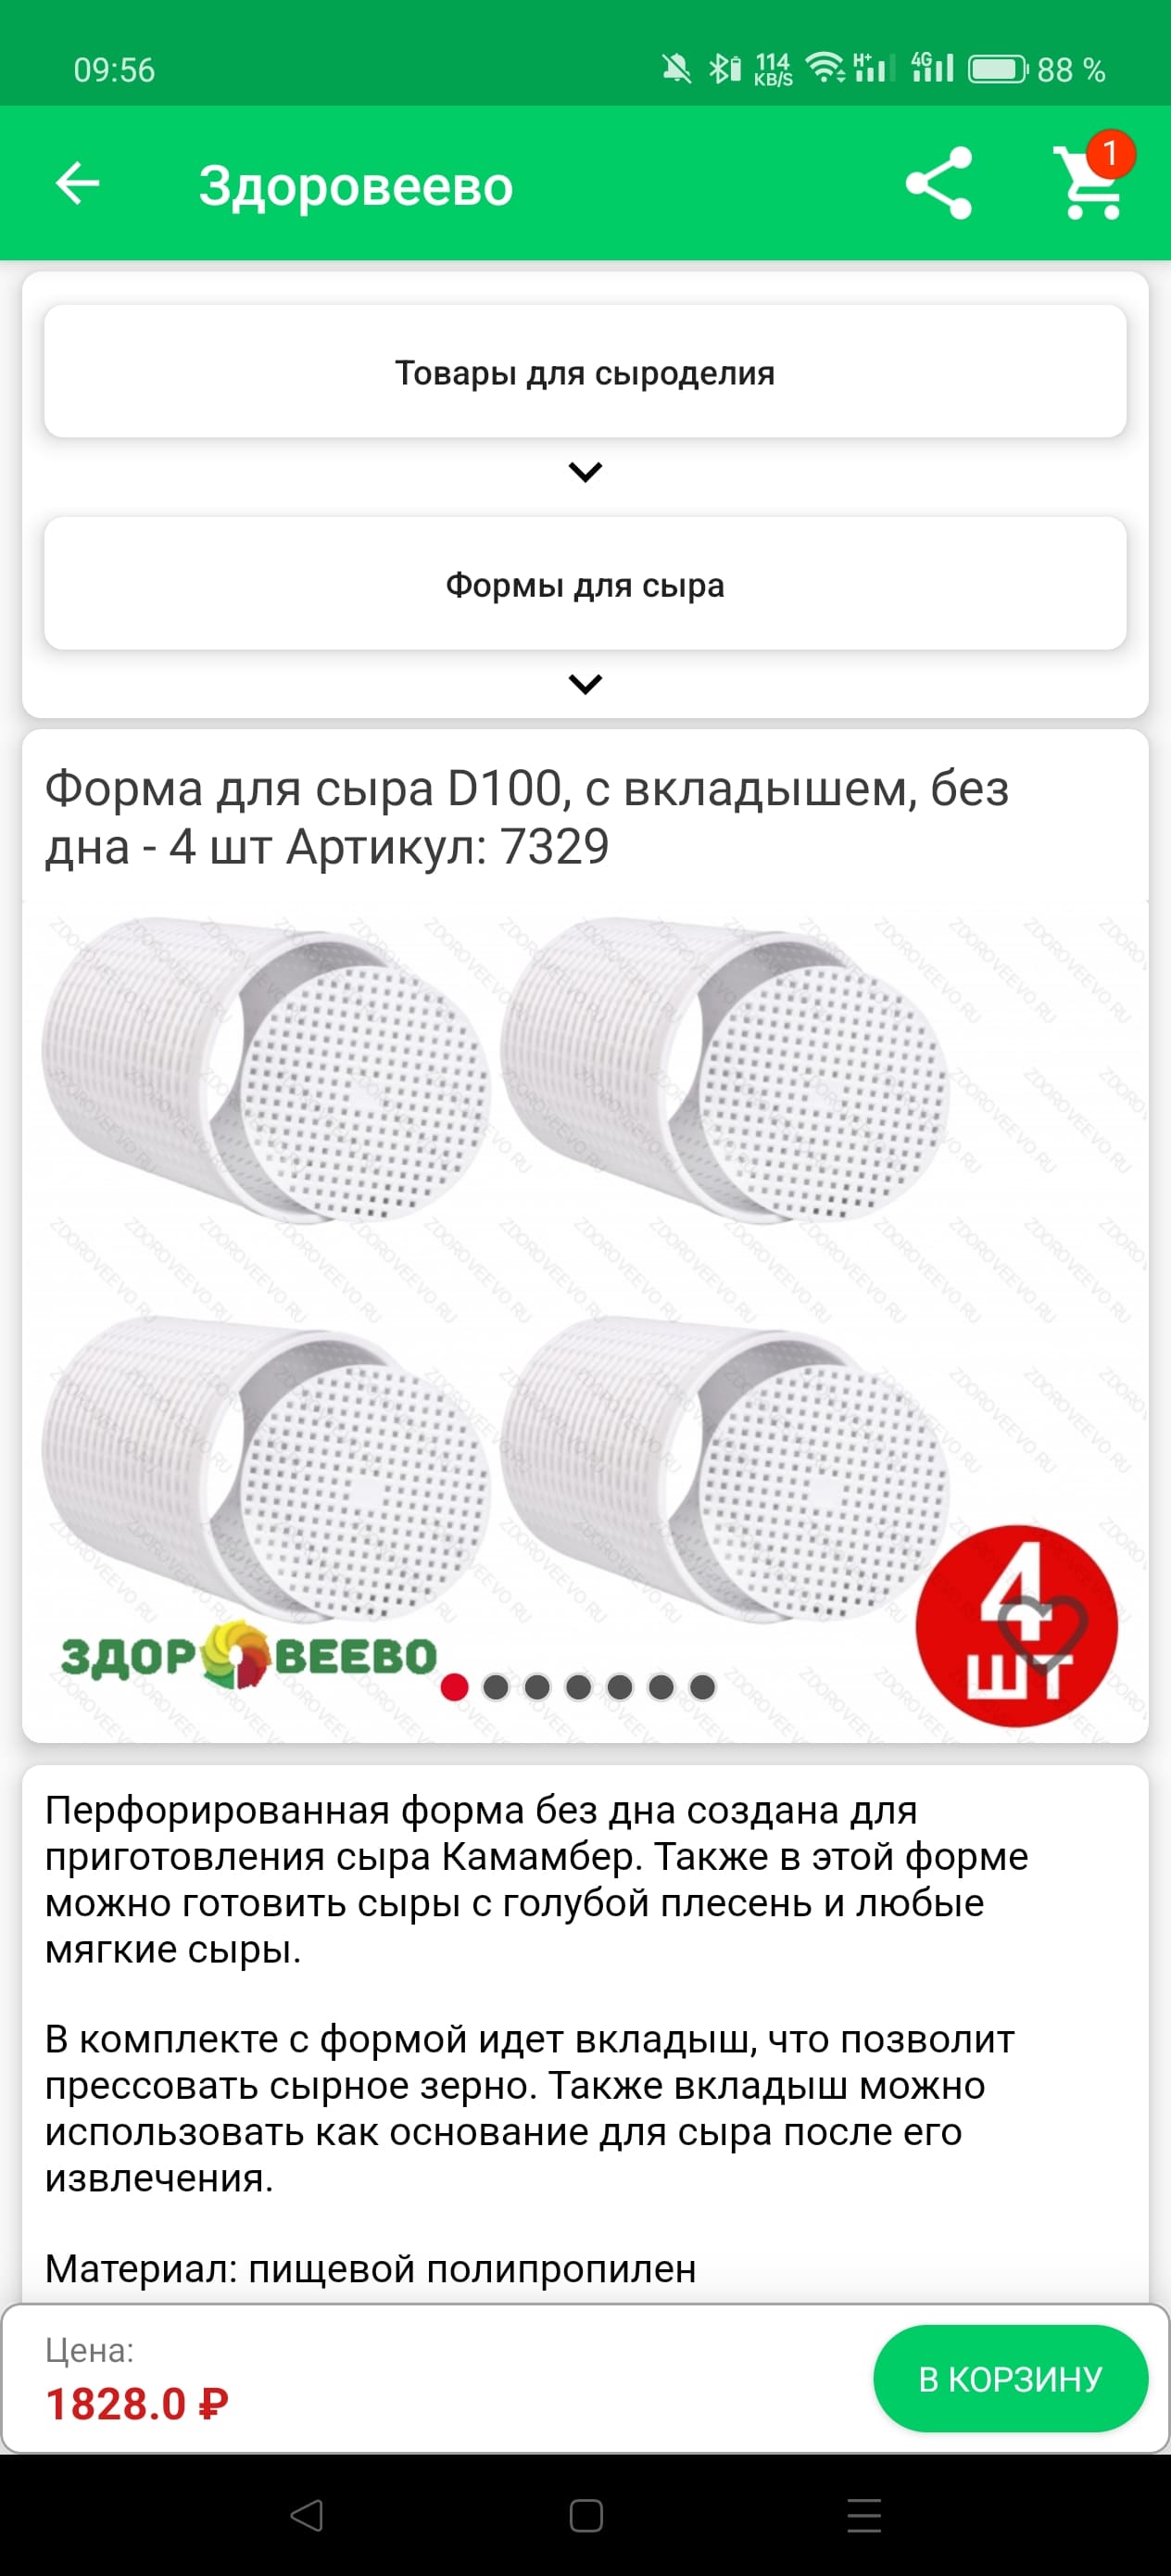 09:56
114
KB/S
H+
4G
88 %
Здоровеево
1
Товары для сыроделия
Формы для сыра
Форма для сыра D100, с вкладышем, без
дна - 4 шт Артикул: 7329
ZDOROVEEVO.RU
4
шт
ЗДОРОВЕЕВО
Перфорированная форма без дна создана для
приготовления сыра Камамбер. Также в этой форме
можно готовить сыры с голубой плесень и любые
мягкие сыры.
В комплекте с формой идет вкладыш, что позволит
прессовать сырное зерно. Также вкладыш можно
использовать как основание для сыра после его
извлечения.
Материал: пищевой полипропилен
Цена:
1828.0 ₽
В КОРЗИНУ